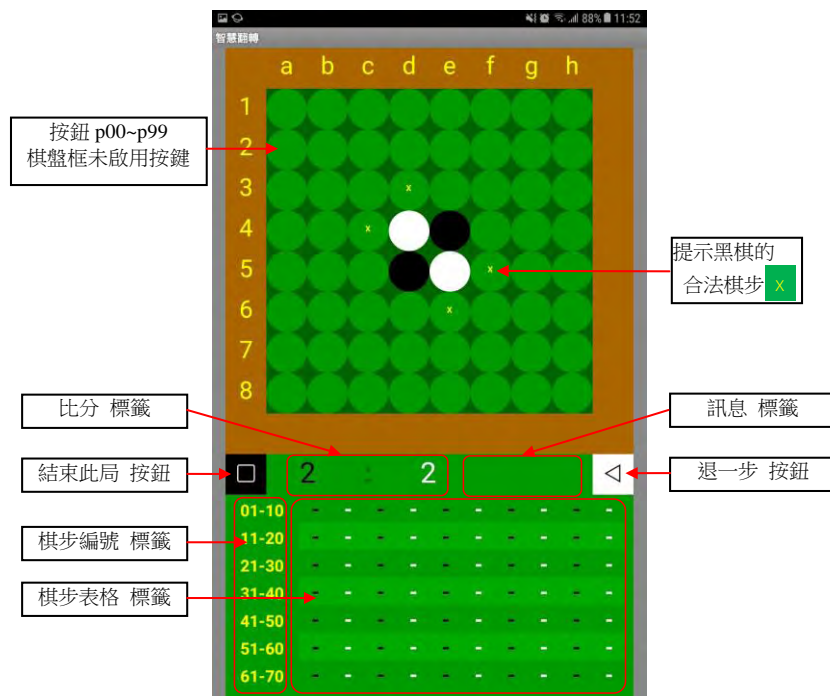 88% 11:52
智慧翻轉
a b c d e f g h
1
按鈕 p00~p99
棋盤框未啟用按鍵
2
3 x
4 x
提示黑棋的
合法棋步 x
5 x
6 x
7
8
比分 標籤
訊息 標籤
結束此局 按鈕
2 : 2
退一步 按鈕
01-10 - - - - - - - - - -
棋步編號 標籤
11-20 - - - - - - - - - -
21-30 - - - - - - - - - -
棋步表格 標籤
31-40 - - - - - - - - - -
41-50 - - - - - - - - - -
51-60 - - - - - - - - - -
61-70 - - - - - - - - - -